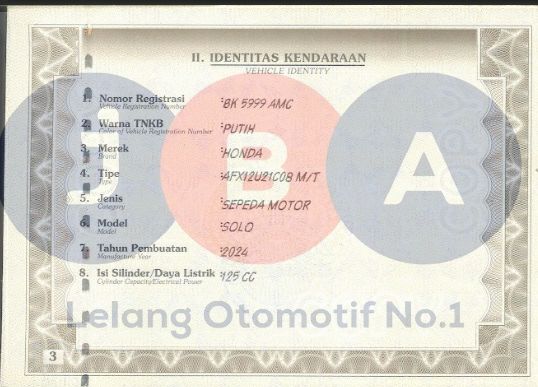 II. IDENTITAS KENDARAAN
VEHICLE IDENTITY
1. Nomor Registrasi : BK 5999 AMC
Vehicle Registration Number
2. Warna TNKB : PUTIH
Color of Vehicle Registration Number
3. Merek : HONDA
Brand
4. Tipe : AFX12U21C08 M/T
Type
5. Jenis : SEPEDA MOTOR
Category
6. Model : SOLO
Model
7. Tahun Pembuatan : 2024
Manufacture Year
8. Isi Silinder/Daya Listrik : 125 CC
Cylinder Capacity/Electrical Power
JBA
Lelang Otomotif No.1
3